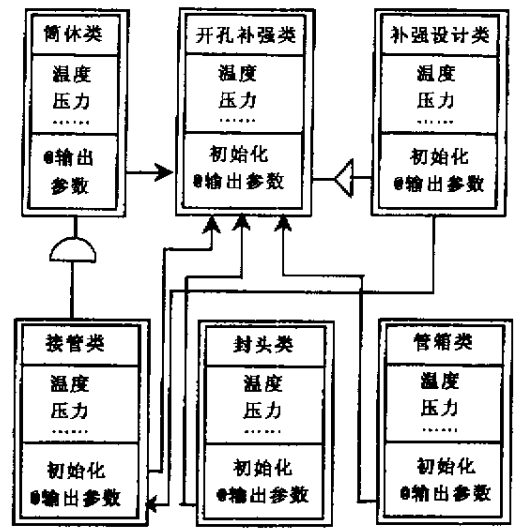 筒休类
温度
压力
……
@输出
参数
开孔补强类
温度
压力
……
初始化
@输出参数
补强设计类
温度
压力
……
初始化
@输出参数
接管类
温度
压力
……
初始化
@输出参数
封头类
温度
压力
……
初始化
@输出参数
管箱类
温度
压力
……
初始化
@输出参数